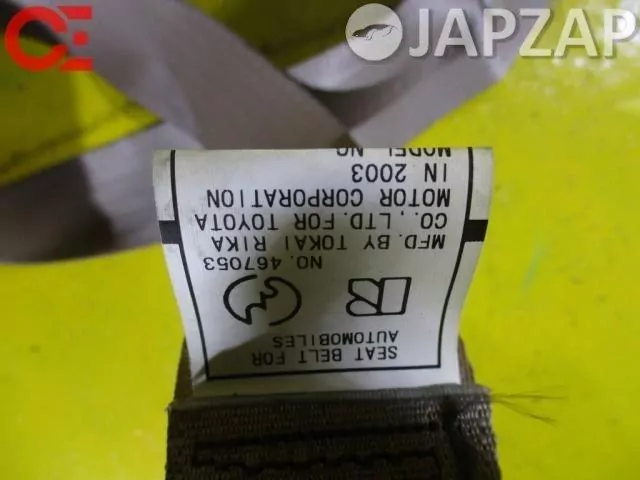 CE
JAPZAP
SEAT BELT FOR
AUTOMOBILES
R
NO. 467053
MFD. BY TOKAI RIKA
CO., LTD. FOR TOYOTA
MOTOR CORPORATION
IN 2003
MODEL NO